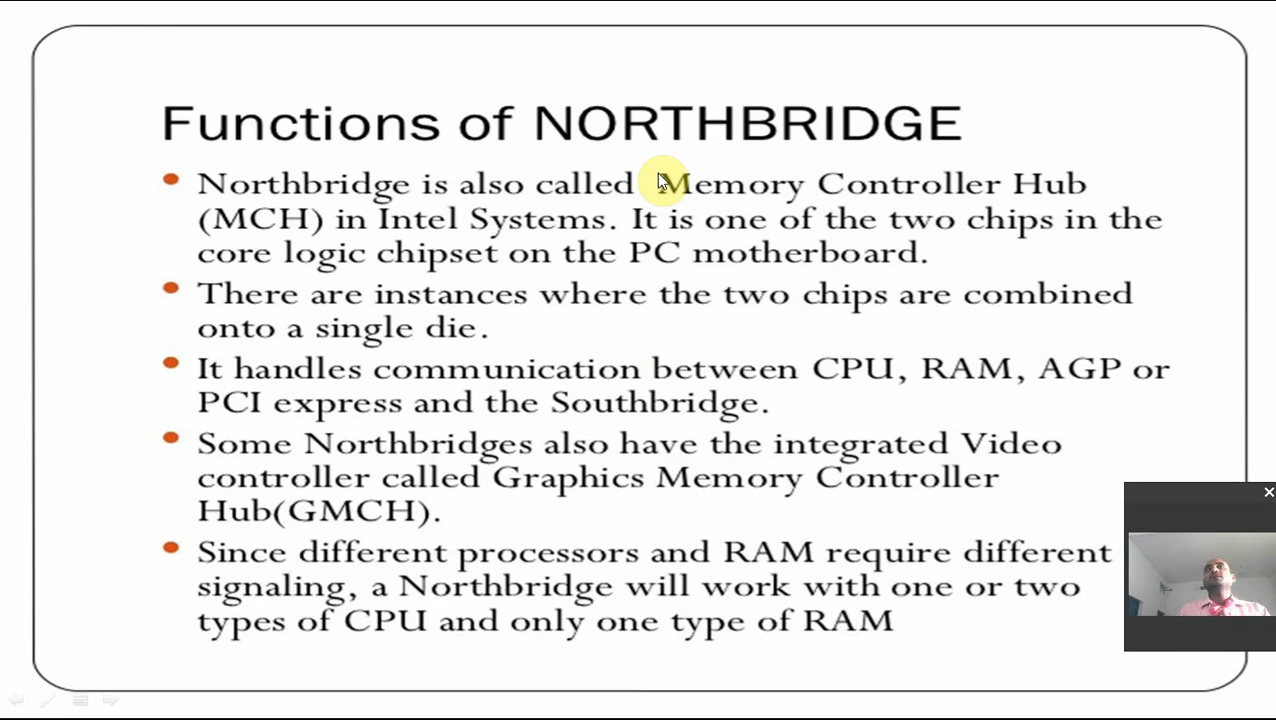 Functions of NORTHBRIDGE
• Northbridge is also called Memory Controller Hub
(MCH) in Intel Systems. It is one of the two chips in the
core logic chipset on the PC motherboard.
• There are instances where the two chips are combined
onto a single die.
• It handles communication between CPU, RAM, AGP or
PCI express and the Southbridge.
• Some Northbridges also have the integrated Video
controller called Graphics Memory Controller
Hub(GMCH).
• Since different processors and RAM require different
signaling, a Northbridge will work with one or two
types of CPU and only one type of RAM